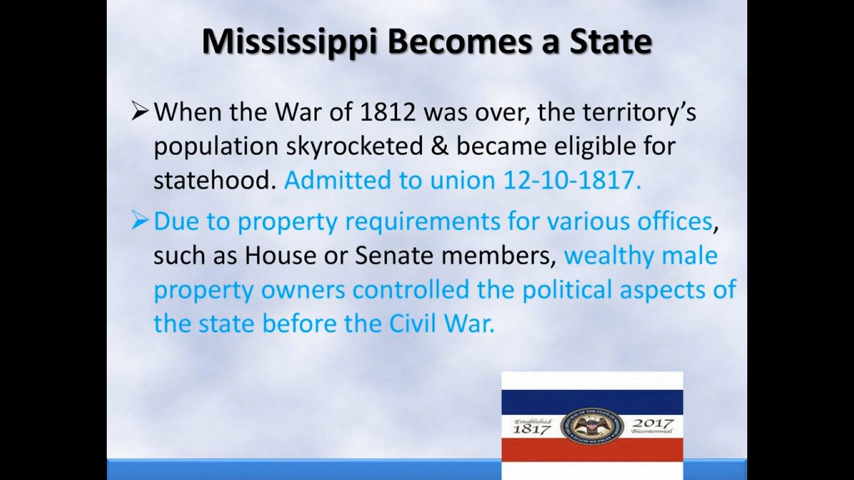 Mississippi Becomes a State
➢When the War of 1812 was over, the territory’s
population skyrocketed & became eligible for
statehood. Admitted to union 12-10-1817.
➢Due to property requirements for various offices,
such as House or Senate members, wealthy male
property owners controlled the political aspects of
the state before the Civil War.
Established
1817
2017
Bicentennial